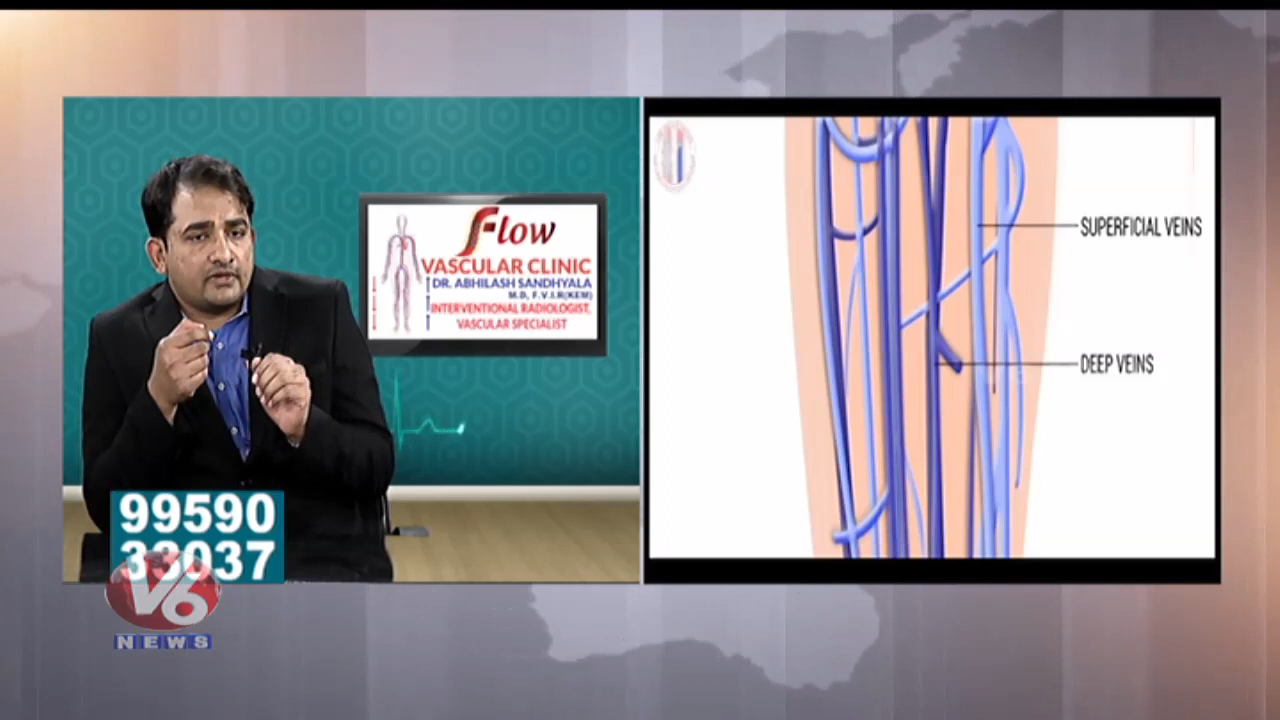 Flow
VASCULAR CLINIC
DR. ABHILASH SANDHYALA
M.D, F.V.I.R(KEM)
INTERVENTIONAL RADIOLOGIST,
VASCULAR SPECIALIST
SUPERFICIAL VEINS
DEEP VEINS
99590
33037
V6
NEWS